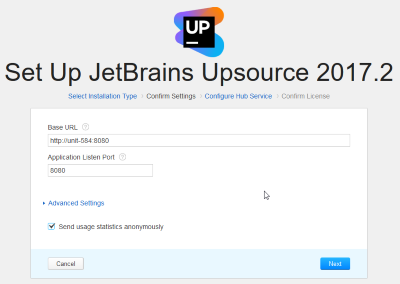 UP
Set Up JetBrains Upsource 2017.2
Select Installation Type Confirm Settings Configure Hub Service Confirm License
Base URL ?
http://unit-584:8080
Application Listen Port ?
8080
Advanced Settings
Send usage statistics anonymously
Cancel Next